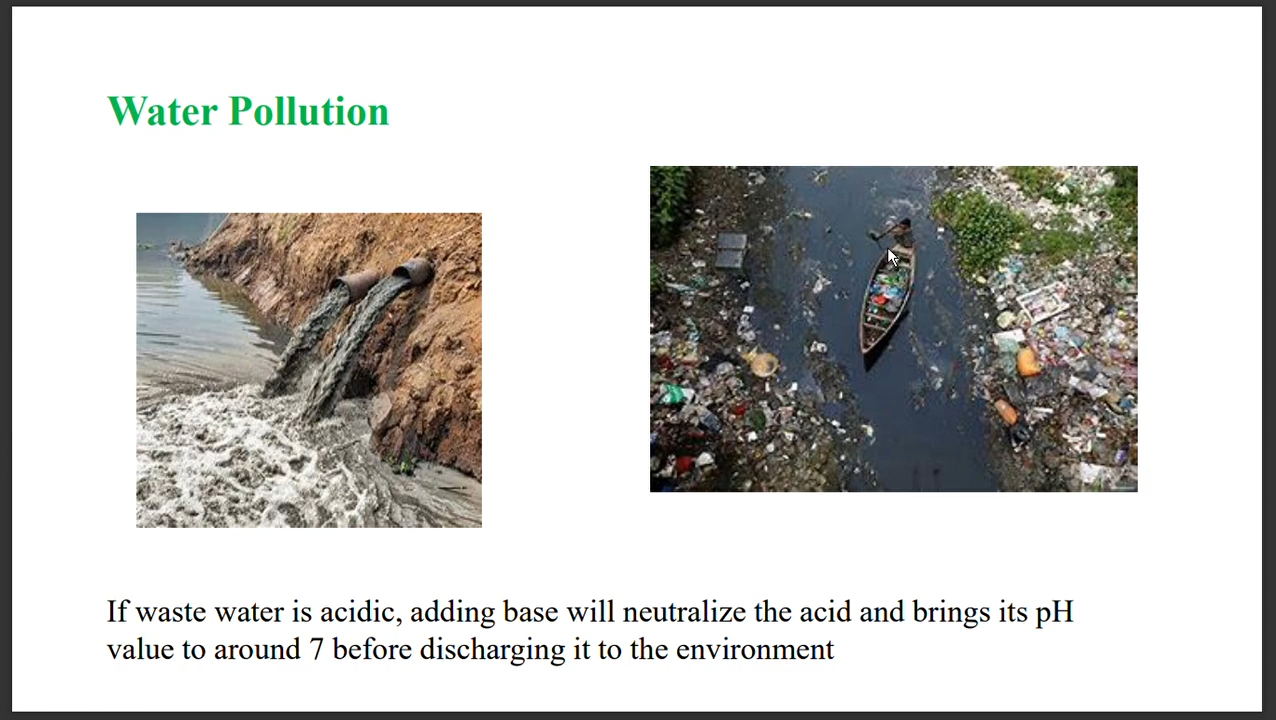 Water Pollution
If waste water is acidic, adding base will neutralize the acid and brings its pH
value to around 7 before discharging it to the environment